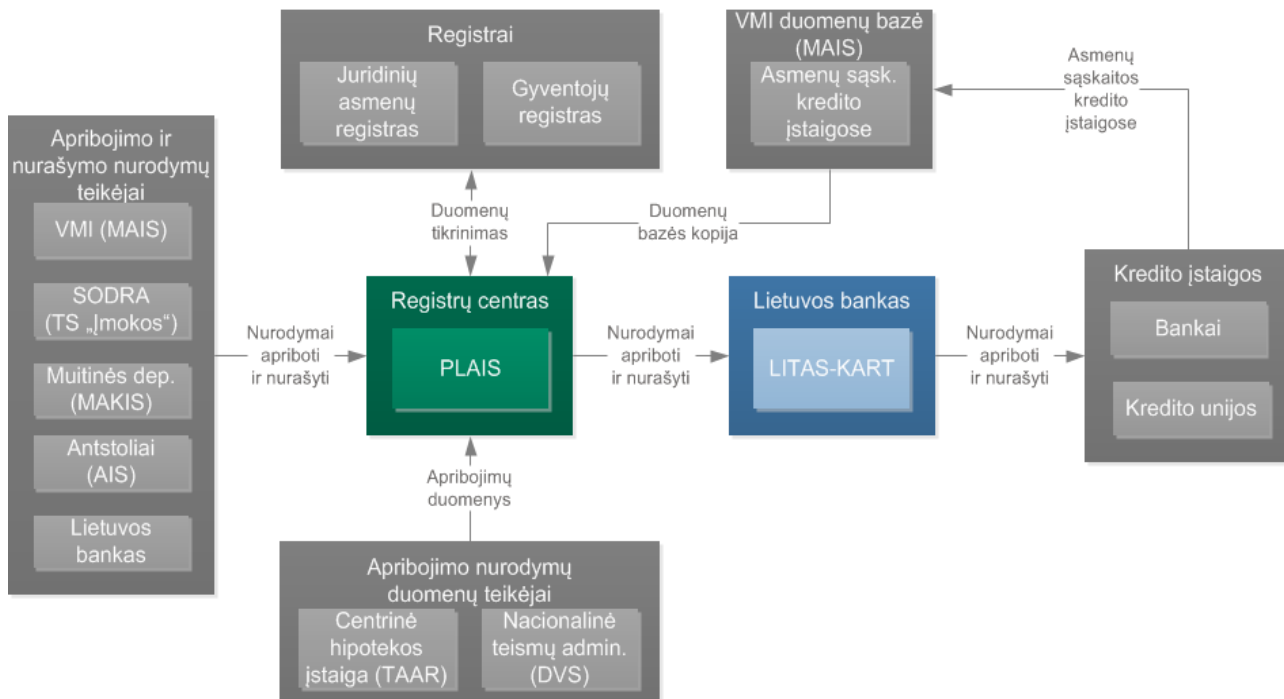 Registrai
Juridinių
asmenų
registras
Gyventojų
registras
VMI duomenų bazė
(MAIS)
Asmenų sąsk.
kredito
įstaigose
Asmenų
sąskaitos
kredito
įstaigose
Apribojimo ir
nurašymo nurodymų
teikėjai
VMI (MAIS)
SODRA
(TS „Įmokos“)
Muitinės dep.
(MAKIS)
Antstoliai
(AIS)
Lietuvos
bankas
Duomenų
tikrinimas
Duomenų
bazės kopija
Nurodymai
apriboti
ir nurašyti
Registrų centras
PLAIS
Nurodymai
apriboti
ir nurašyti
Lietuvos bankas
LITAS-KART
Nurodymai
apriboti
ir nurašyti
Kredito įstaigos
Bankai
Kredito unijos
Apribojimų
duomenys
Apribojimo nurodymų
duomenų teikėjai
Centrinė
hipotekos
įstaiga (TAAR)
Nacionalinė
teismų admin.
(DVS)